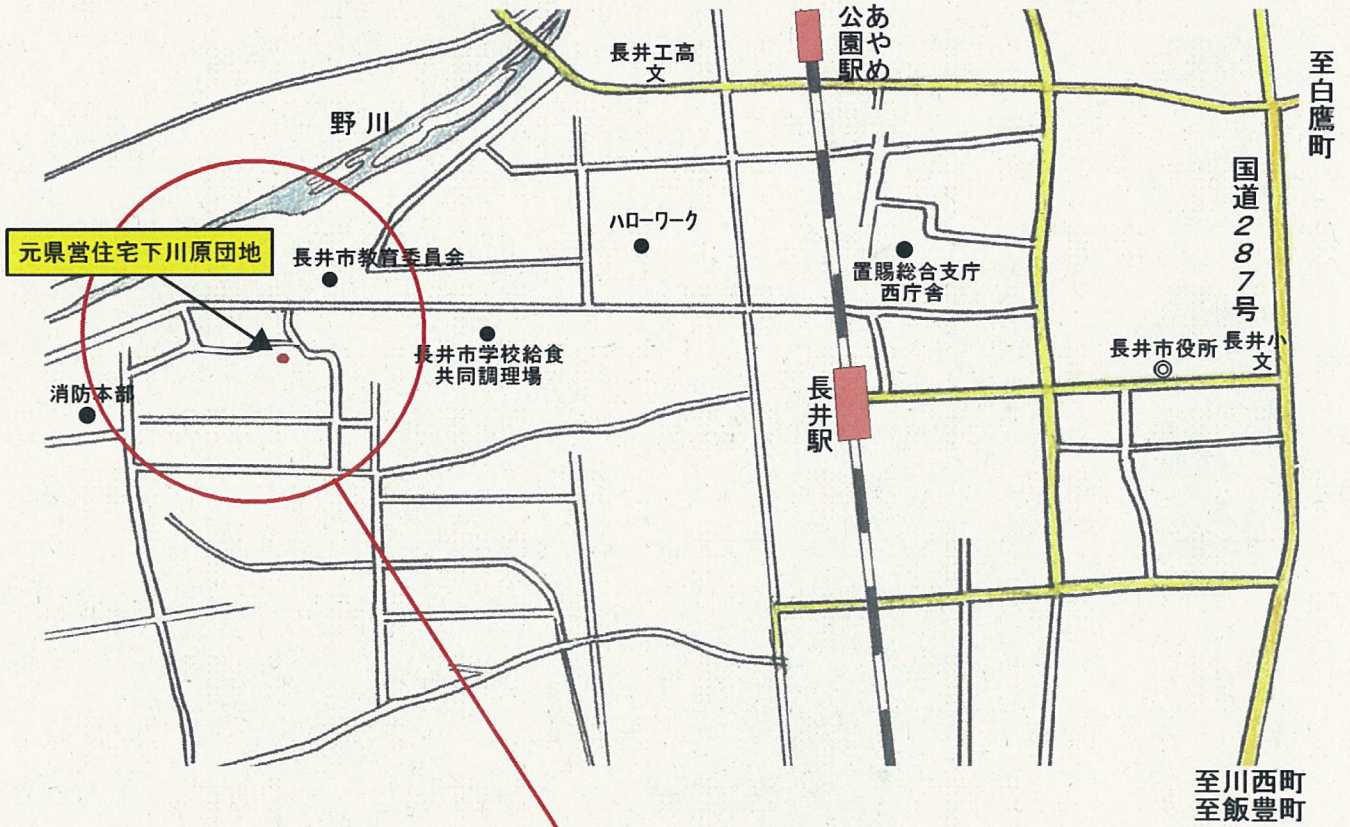 あやめ
公園駅
長井工高
文
至白鷹町
野川
国道287号
ハローワーク
元県営住宅下川原団地
長井市教育委員会
置賜総合支庁
西庁舎
長井市役所
長井小
文
長井市学校給食
共同調理場
長井駅
消防本部
至川西町
至飯豊町